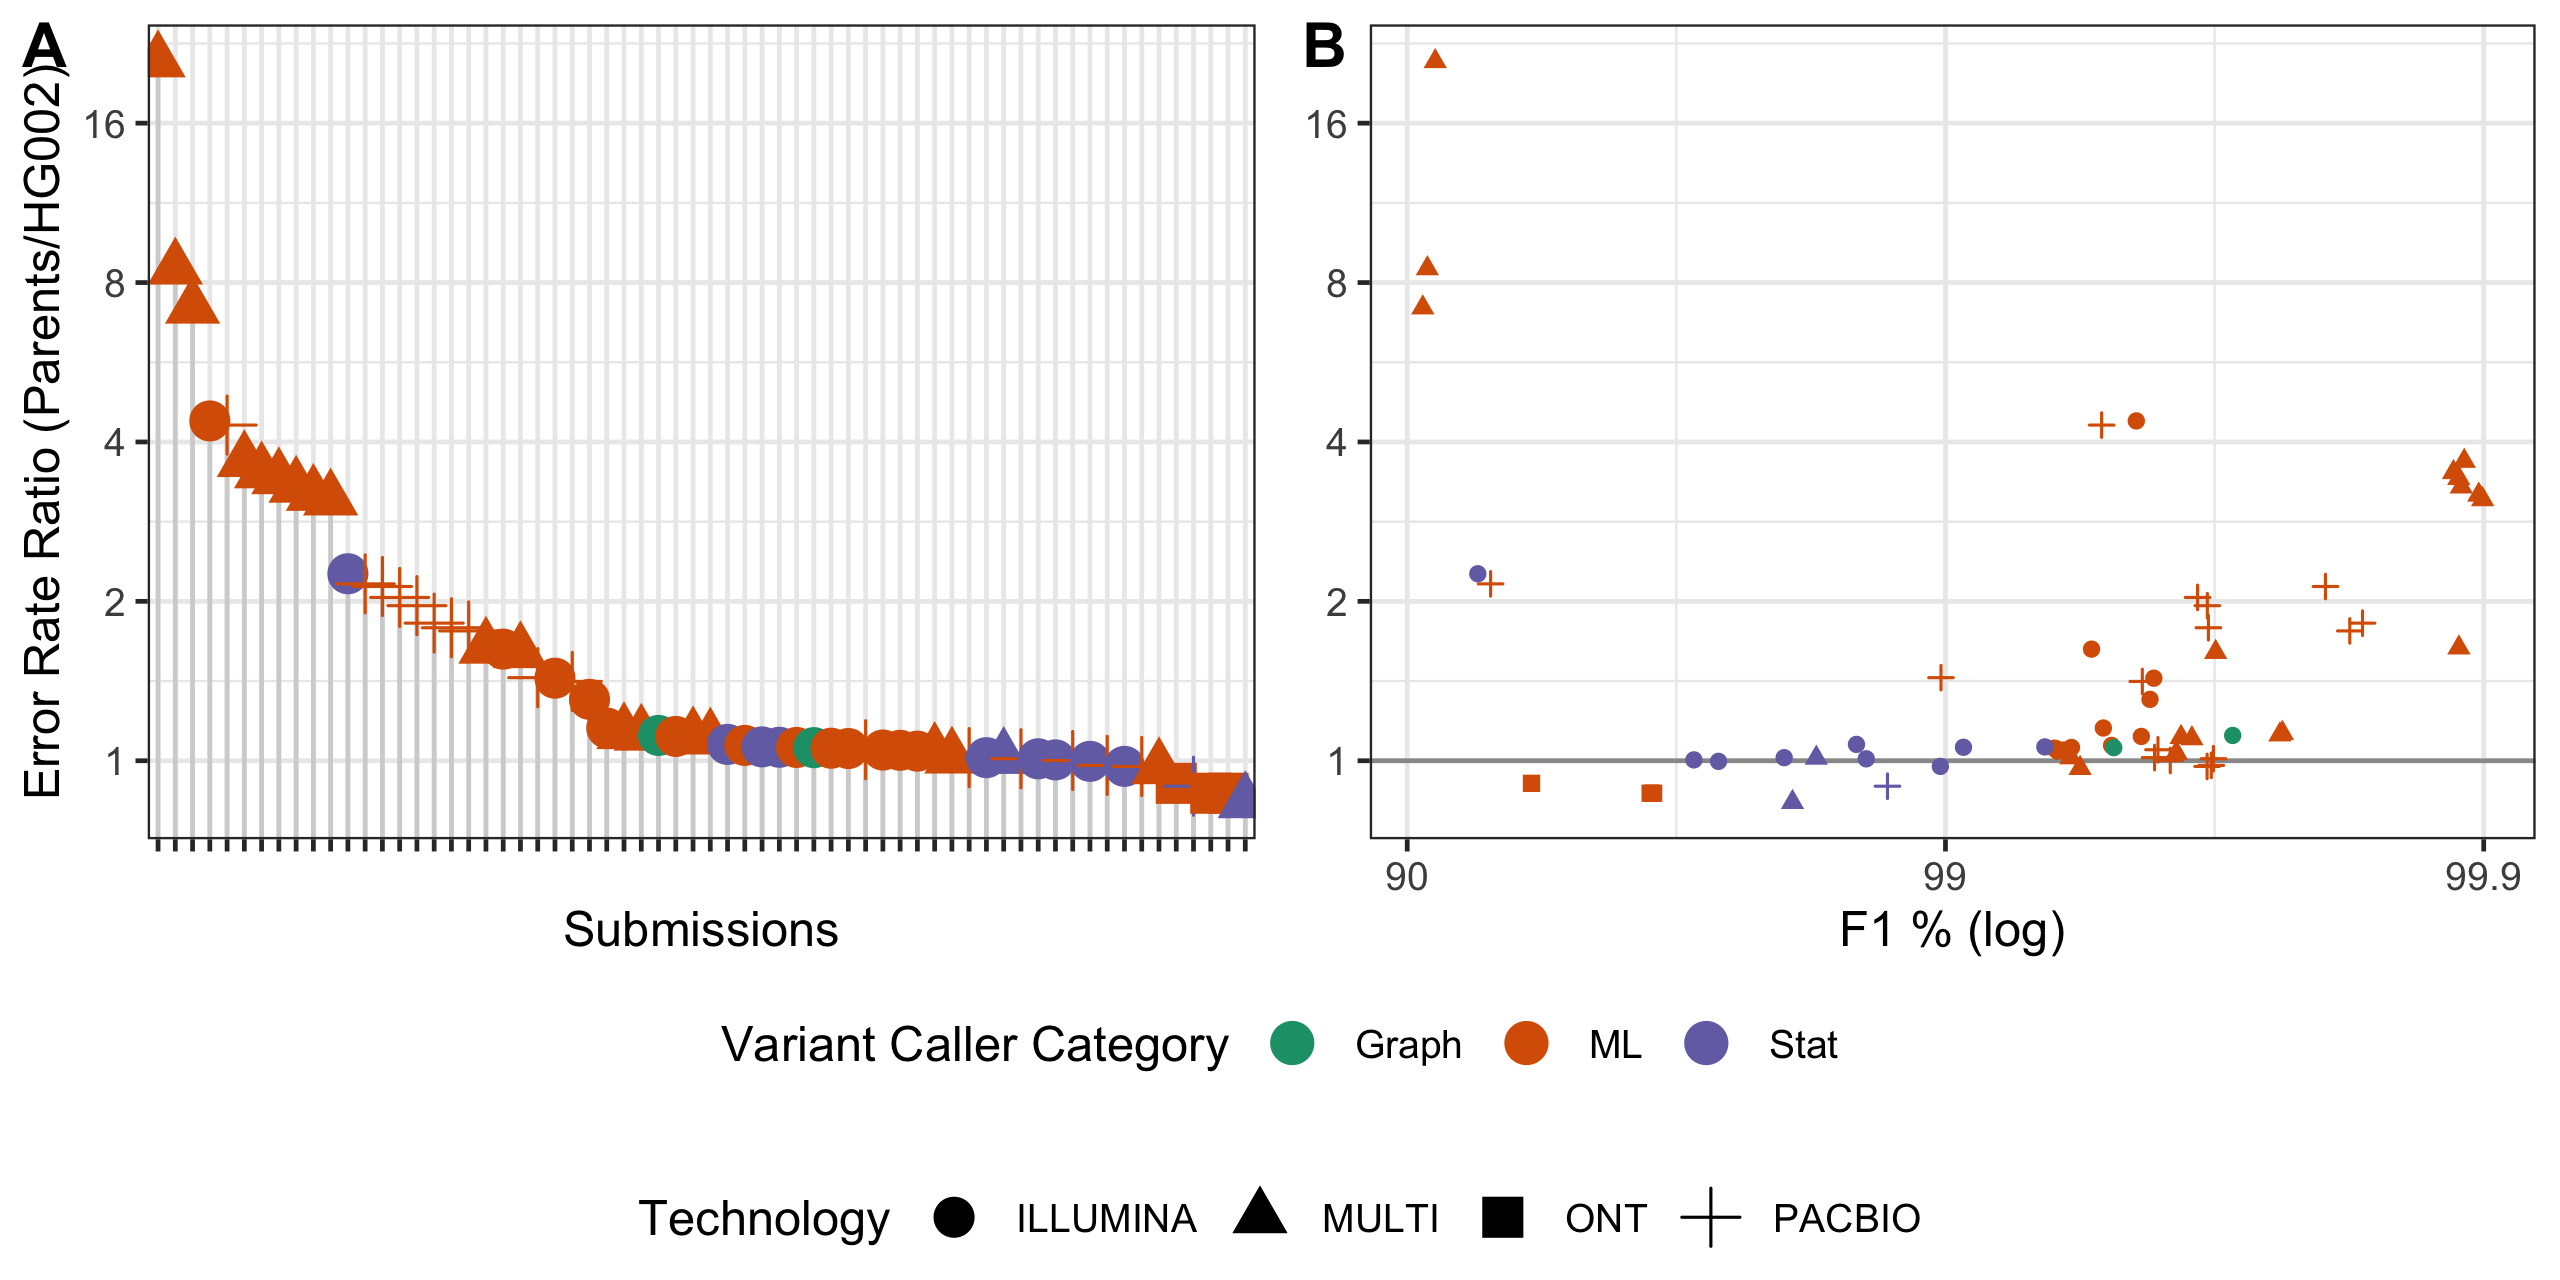 A
Error Rate Ratio (Parents/HG002)
16
8
4
2
1
Submissions
B
16
8
4
2
1
90 99 99.9
F1 % (log)
Variant Caller Category Graph ML Stat
Technology ILLUMINA MULTI ONT PACBIO